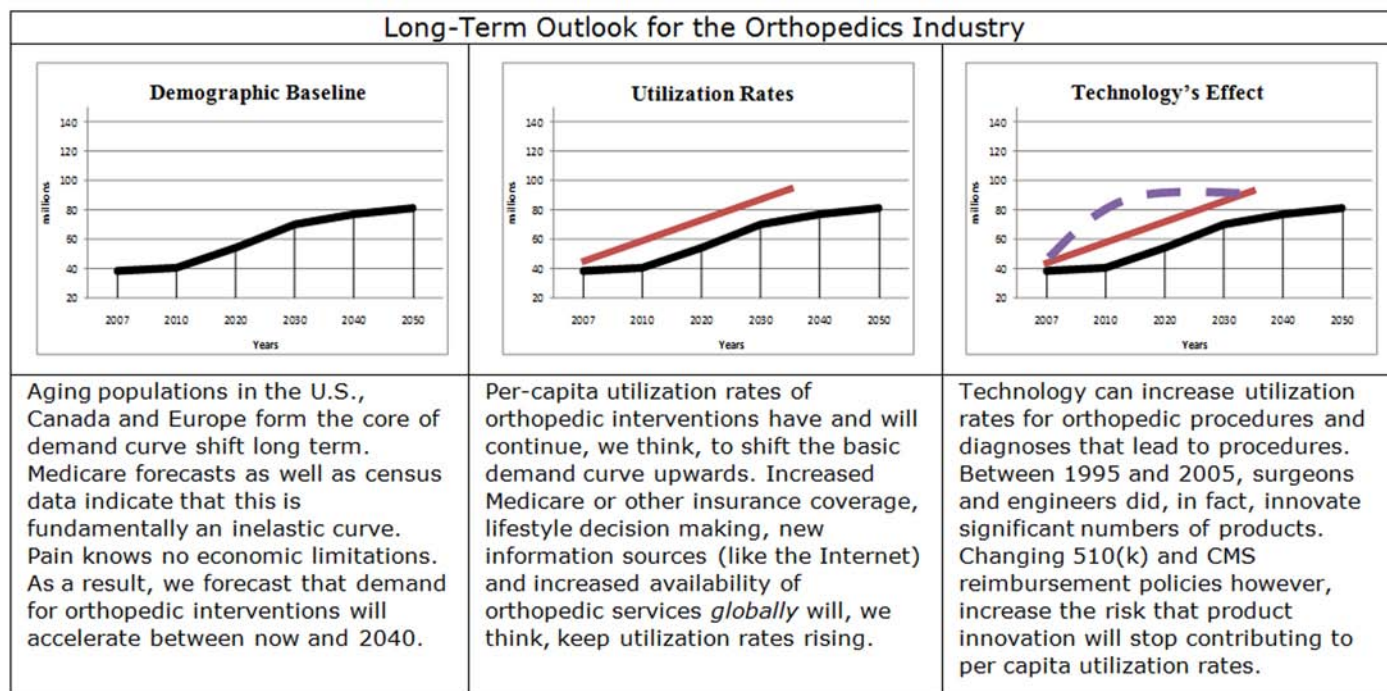 Long-Term Outlook for the Orthopedics Industry
Demographic Baseline
140
120
100
80
60
40
20
millions
2007 2010 2020 2030 2040 2050
Years
Utilization Rates
140
120
100
80
60
40
20
millions
2007 2010 2020 2030 2040 2050
Years
Technology's Effect
140
120
100
80
60
40
20
millions
2007 2010 2020 2030 2040 2050
Years
Aging populations in the U.S.,
Canada and Europe form the core of
demand curve shift long term.
Medicare forecasts as well as census
data indicate that this is
fundamentally an inelastic curve.
Pain knows no economic limitations.
As a result, we forecast that demand
for orthopedic interventions will
accelerate between now and 2040.
Per-capita utilization rates of
orthopedic interventions have and will
continue, we think, to shift the basic
demand curve upwards. Increased
Medicare or other insurance coverage,
lifestyle decision making, new
information sources (like the Internet)
and increased availability of
orthopedic services globally will, we
think, keep utilization rates rising.
Technology can increase utilization
rates for orthopedic procedures and
diagnoses that lead to procedures.
Between 1995 and 2005, surgeons
and engineers did, in fact, innovate
significant numbers of products.
Changing 510(k) and CMS
reimbursement policies however,
increase the risk that product
innovation will stop contributing to
per capita utilization rates.